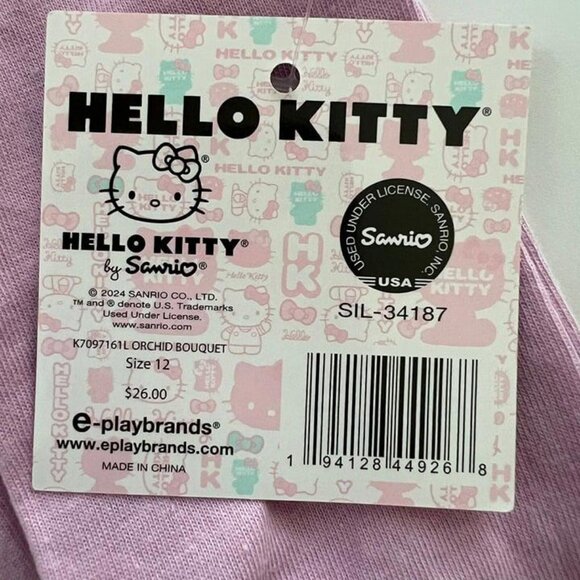 HELLO KITTY®
®
HELLO KITTY®
by Sanrio®
© 2024 SANRIO CO., LTD.
TM and ® denote U.S. Trademarks
Used Under License.
www.sanrio.com
K7097161L ORCHID BOUQUET
Size 12
$26.00
e-playbrands®
www.eplaybrands.com
MADE IN CHINA
USED UNDER LICENSE. SANRIO INC.
Sanrio
USA
SIL-34187
1 94128 44926 8